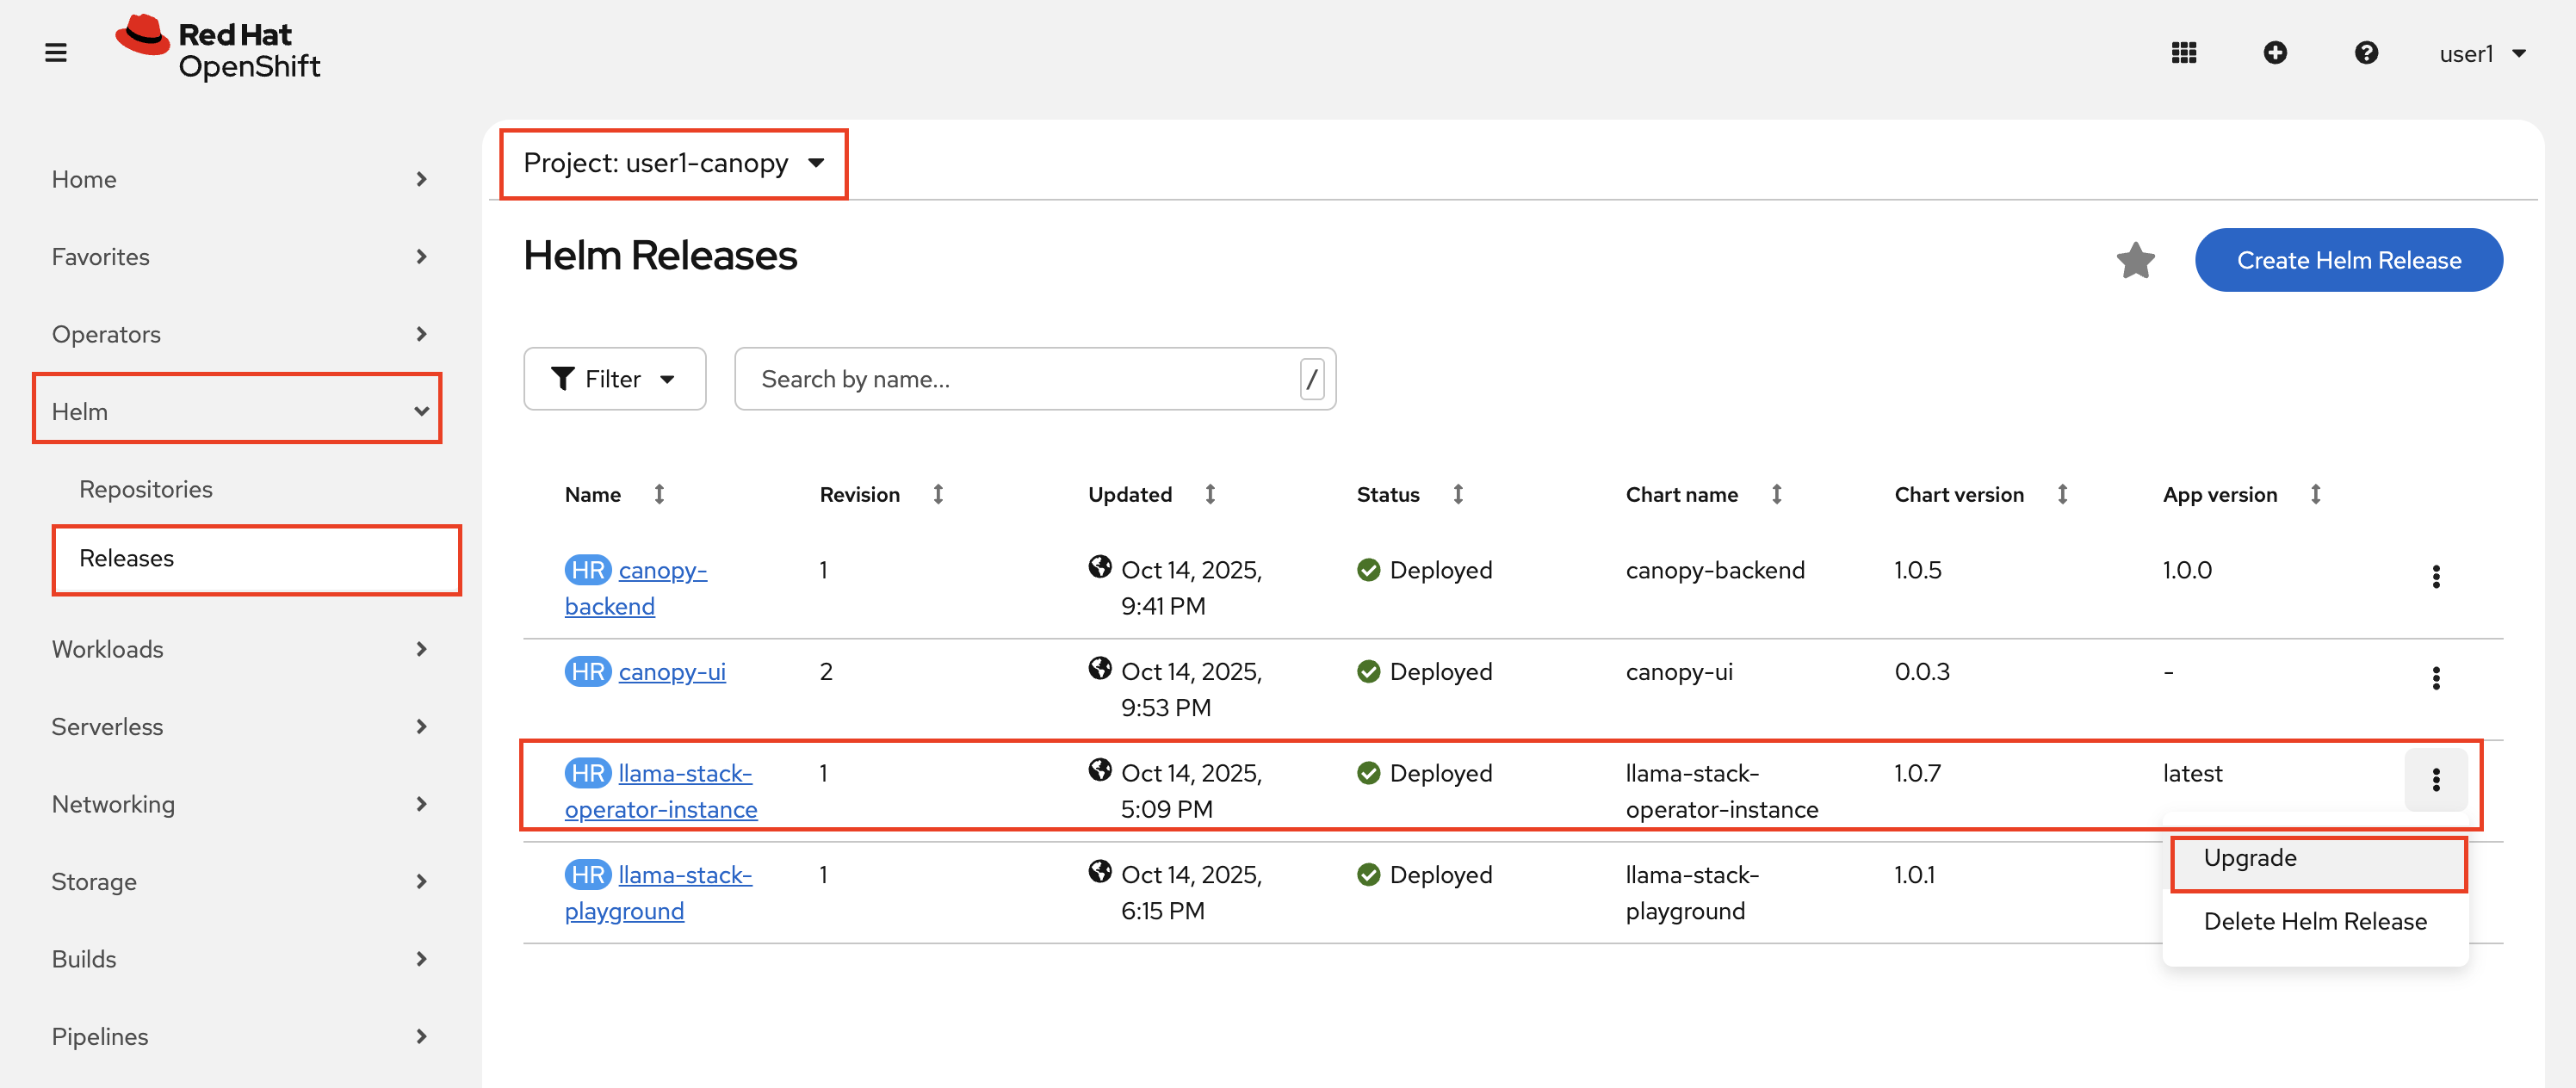 Red Hat
OpenShift
user1
Home
Favorites
Operators
Helm
Repositories
Releases
Workloads
Serverless
Networking
Storage
Builds
Pipelines
Project: user1-canopy
Helm Releases
Create Helm Release
Filter
Search by name...
/
Name Revision Updated Status Chart name Chart version App version
HR canopy- 1 Oct 14, 2025, Deployed canopy-backend 1.0.5 1.0.0
backend 9:41 PM
HR canopy-ui 2 Oct 14, 2025, Deployed canopy-ui 0.0.3 -
9:53 PM
HR llama-stack- 1 Oct 14, 2025, Deployed llama-stack- 1.0.7 latest
operator-instance 5:09 PM operator-instance
HR llama-stack- 1 Oct 14, 2025, Deployed llama-stack- 1.0.1
playground 6:15 PM playground
Upgrade
Delete Helm Release